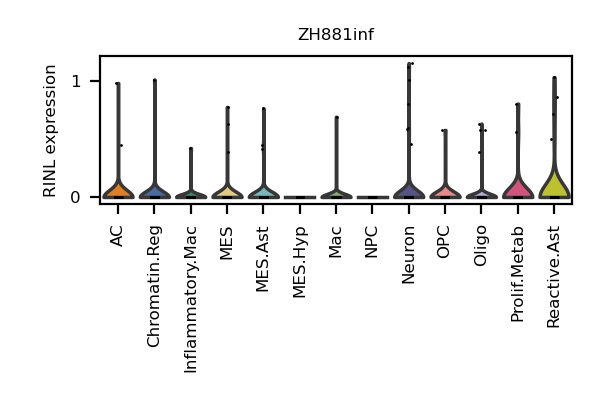 ZH881inf
RINL expression
1
0
AC
Chromatin.Reg
Inflammatory.Mac
MES
MES.Ast
MES.Hyp
Mac
NPC
Neuron
OPC
Oligo
Prolif.Metab
Reactive.Ast